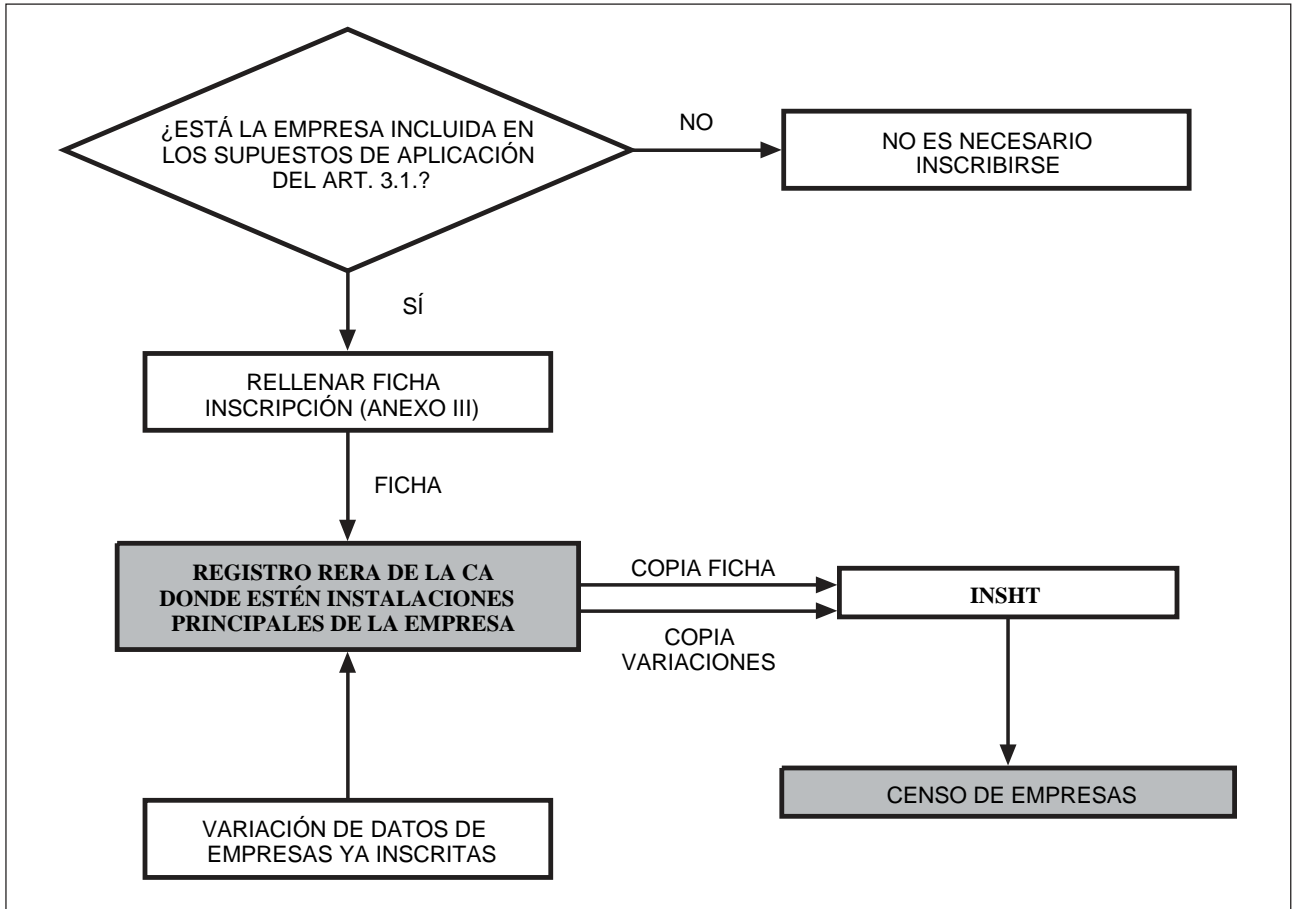 ¿ESTÁ LA EMPRESA INCLUIDA EN
LOS SUPUESTOS DE APLICACIÓN
DEL ART. 3.1.?
NO
NO ES NECESARIO
INSCRIBIRSE
SÍ
RELLENAR FICHA
INSCRIPCIÓN (ANEXO III)
FICHA
REGISTRO RERA DE LA CA
DONDE ESTÉN INSTALACIONES
PRINCIPALES DE LA EMPRESA
COPIA FICHA
COPIA
VARIACIONES
INSHT
CENSO DE EMPRESAS
VARIACIÓN DE DATOS DE
EMPRESAS YA INSCRITAS